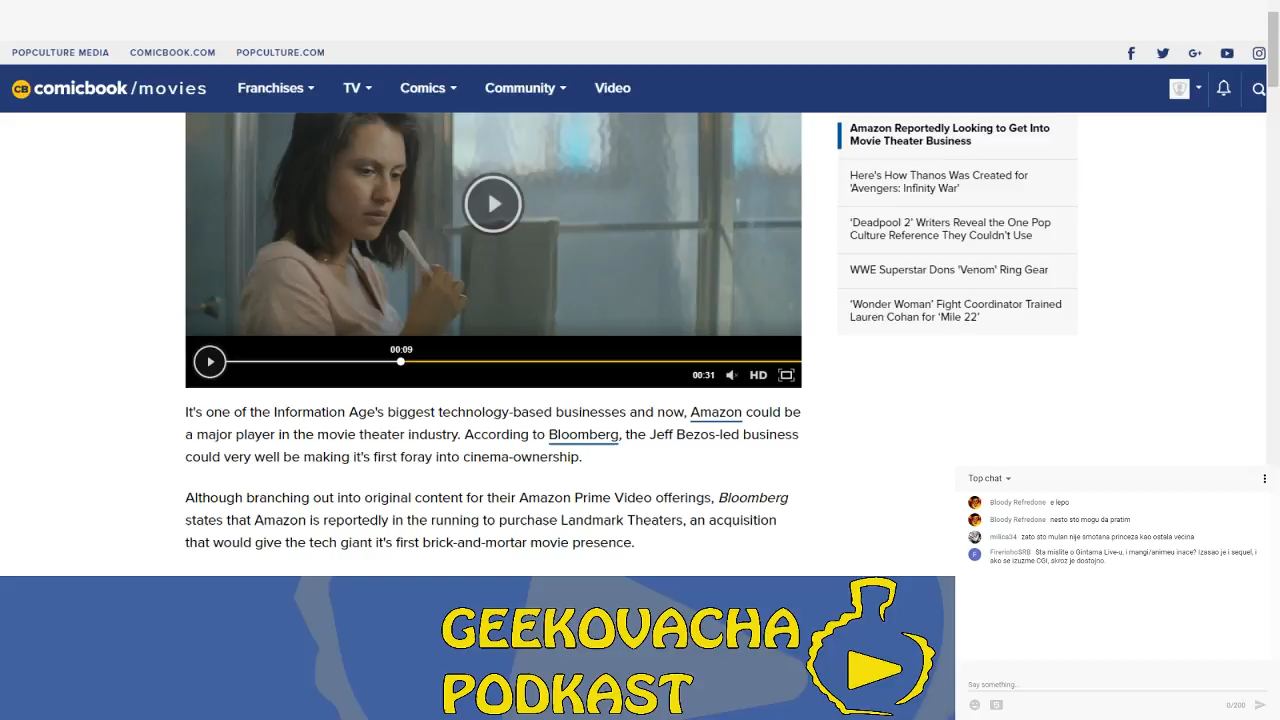 POPCULTURE MEDIA COMICBOOK.COM POPCULTURE.COM
CB comicbook/movies Franchises TV Comics Community Video
Amazon Reportedly Looking to Get Into
Movie Theater Business
Here's How Thanos Was Created for
'Avengers: Infinity War'
‘Deadpool 2’ Writers Reveal the One Pop
Culture Reference They Couldn’t Use
WWE Superstar Dons 'Venom' Ring Gear
‘Wonder Woman’ Fight Coordinator Trained
Lauren Cohan for ‘Mile 22’
00:09
00:31 HD
It's one of the Information Age's biggest technology-based businesses and now, Amazon could be
a major player in the movie theater industry. According to Bloomberg, the Jeff Bezos-led business
could very well be making it's first foray into cinema-ownership.
Although branching out into original content for their Amazon Prime Video offerings, Bloomberg
states that Amazon is reportedly in the running to purchase Landmark Theaters, an acquisition
that would give the tech giant it's first brick-and-mortar movie presence.
Top chat
Bloody Refredone e lepo
Bloody Refredone nesto sto mogu da pratim
milica34 zato sto mulan nije smotana princeza kao ostala vecina
F FirerishoSRB Sta mislite o Gintama Live-u, i mangi/animeu inace? Izasao je i sequel, i
ako se izuzme CGI, skroz je dostojno.
Say something...
0/200
GEEKOVACHA
PODKAST